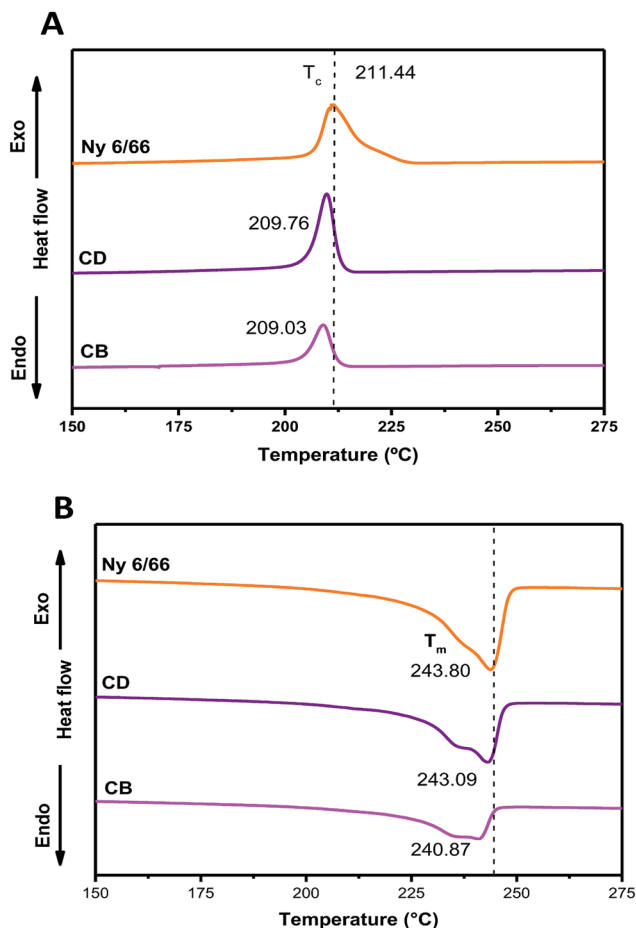 A
Exo
Heat flow
Endo
T_c 211.44
Ny 6/66
209.76
CD
209.03
CB
150 175 200 225 250 275
Temperature (ºC)
B
Exo
Heat flow
Endo
Ny 6/66
T_m
243.80
CD
243.09
CB
240.87
150 175 200 225 250 275
Temperature (°C)